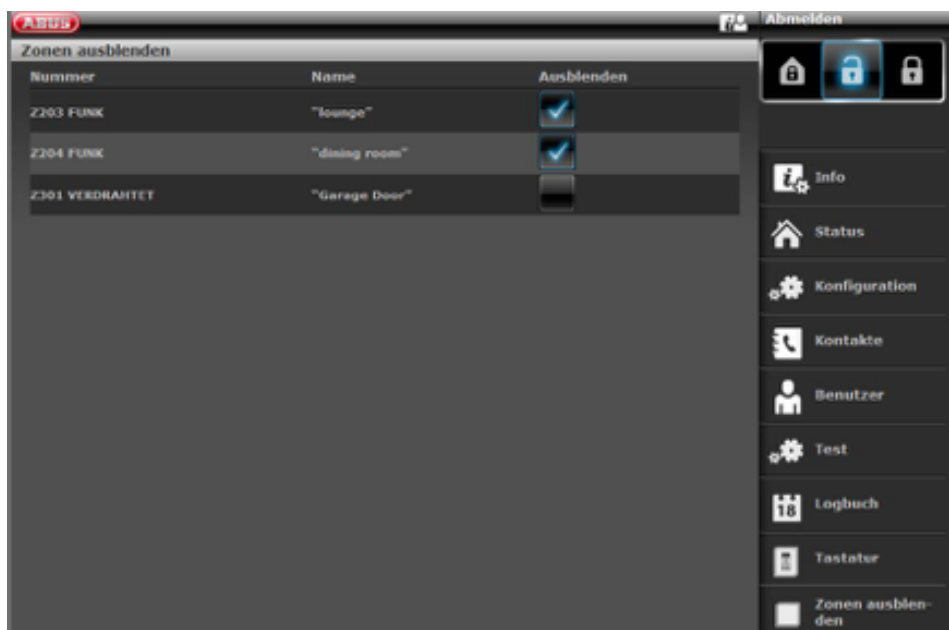 ABUS
Abmelden
Zonen ausblenden
Nummer Name Ausblenden
Z203 FUNK "lounge"
Z204 FUNK "dining room"
Z301 VERDRAHTET "Garage Door"
Info
Status
Konfiguration
Kontakte
Benutzer
Test
18 Logbuch
Tastatur
Zonen ausblen-
den